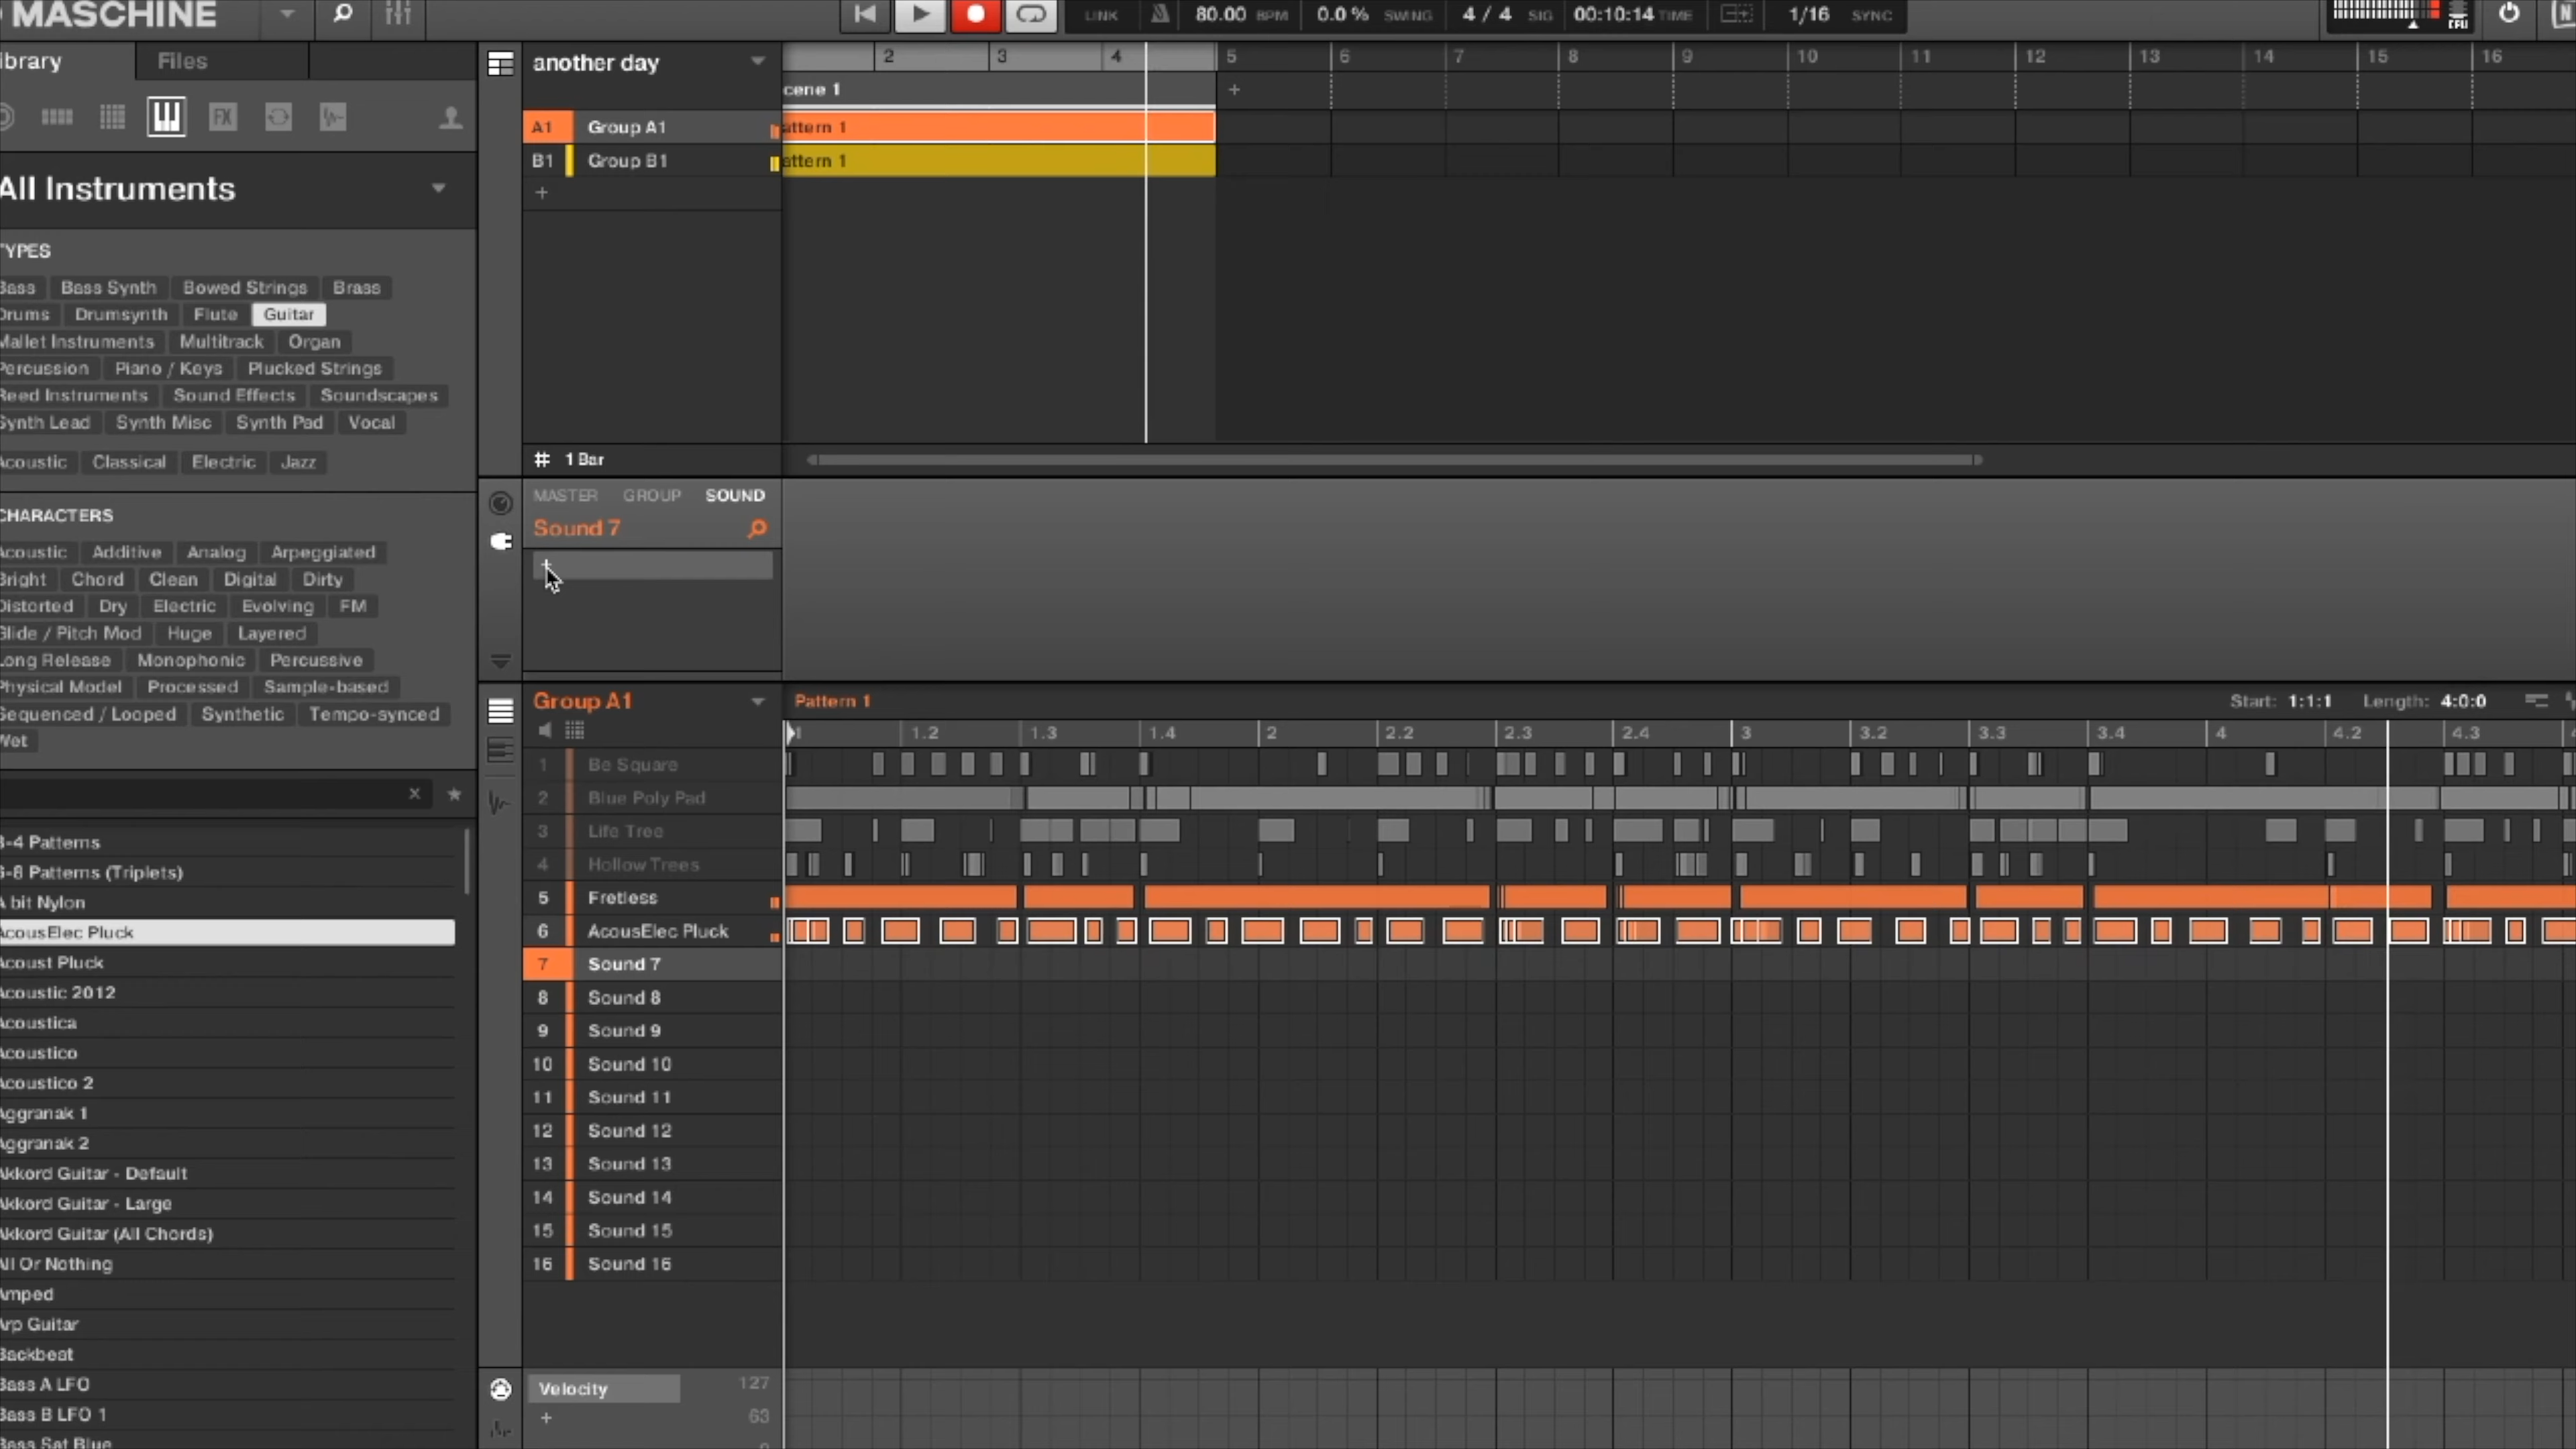 MASCHINE
LINK 80.00 BPM 0.0 % SWING 4 / 4 SIG 00:10:14 TIME 1/16 SYNC CPU
ibrary Files
FX
All Instruments
TYPES
Bass Bass Synth Bowed Strings Brass
Drums Drumsynth Flute Guitar
Mallet Instruments Multitrack Organ
Percussion Piano / Keys Plucked Strings
Reed Instruments Sound Effects Soundscapes
Synth Lead Synth Misc Synth Pad Vocal
Acoustic Classical Electric Jazz
CHARACTERS
Acoustic Additive Analog Arpeggiated
Bright Chord Clean Digital Dirty
Distorted Dry Electric Evolving FM
Glide / Pitch Mod Huge Layered
Long Release Monophonic Percussive
Physical Model Processed Sample-based
Sequenced / Looped Synthetic Tempo-synced
Wet
3-4 Patterns
6-8 Patterns (Triplets)
A bit Nylon
AcousElec Pluck
Acoust Pluck
Acoustic 2012
Acoustica
Acoustico
Acoustico 2
Aggranak 1
Aggranak 2
Akkord Guitar - Default
Akkord Guitar - Large
Akkord Guitar (All Chords)
All Or Nothing
Amped
Arp Guitar
Backbeat
Bass A LFO
Bass B LFO 1
Bass Sat Blue
another day
2 3 4 5 6 7 8 9 10 11 12 13 14 15 16
cene 1 +
A1 Group A1 attern 1
B1 Group B1 attern 1
+
# 1 Bar
MASTER GROUP SOUND
Sound 7
+
Group A1 Pattern 1 Start: 1:1:1 Length: 4:0:0
1 1.2 1.3 1.4 2 2.2 2.3 2.4 3 3.2 3.3 3.4 4 4.2 4.3
1 Be Square
2 Blue Poly Pad
3 Life Tree
4 Hollow Trees
5 Fretless
6 AcousElec Pluck
7 Sound 7
8 Sound 8
9 Sound 9
10 Sound 10
11 Sound 11
12 Sound 12
13 Sound 13
14 Sound 14
15 Sound 15
16 Sound 16
Velocity 127
+ 63